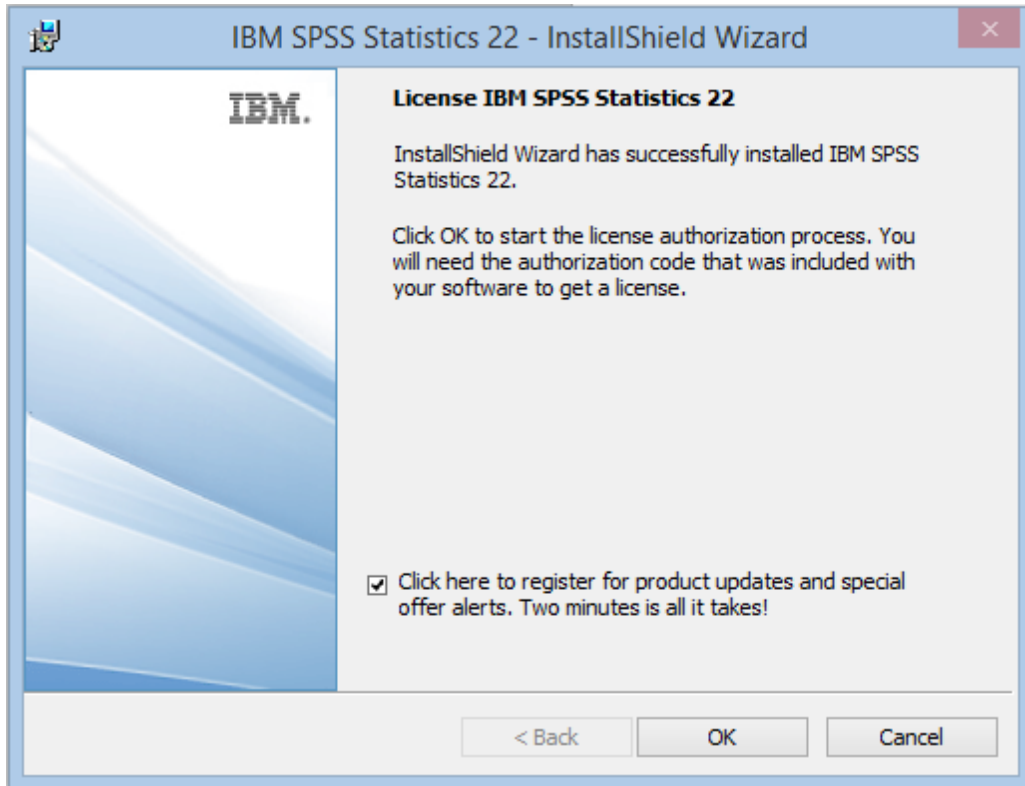 IBM SPSS Statistics 22 - InstallShield Wizard
IBM.
License IBM SPSS Statistics 22
InstallShield Wizard has successfully installed IBM SPSS
Statistics 22.
Click OK to start the license authorization process. You
will need the authorization code that was included with
your software to get a license.
Click here to register for product updates and special
offer alerts. Two minutes is all it takes!
< Back
OK
Cancel